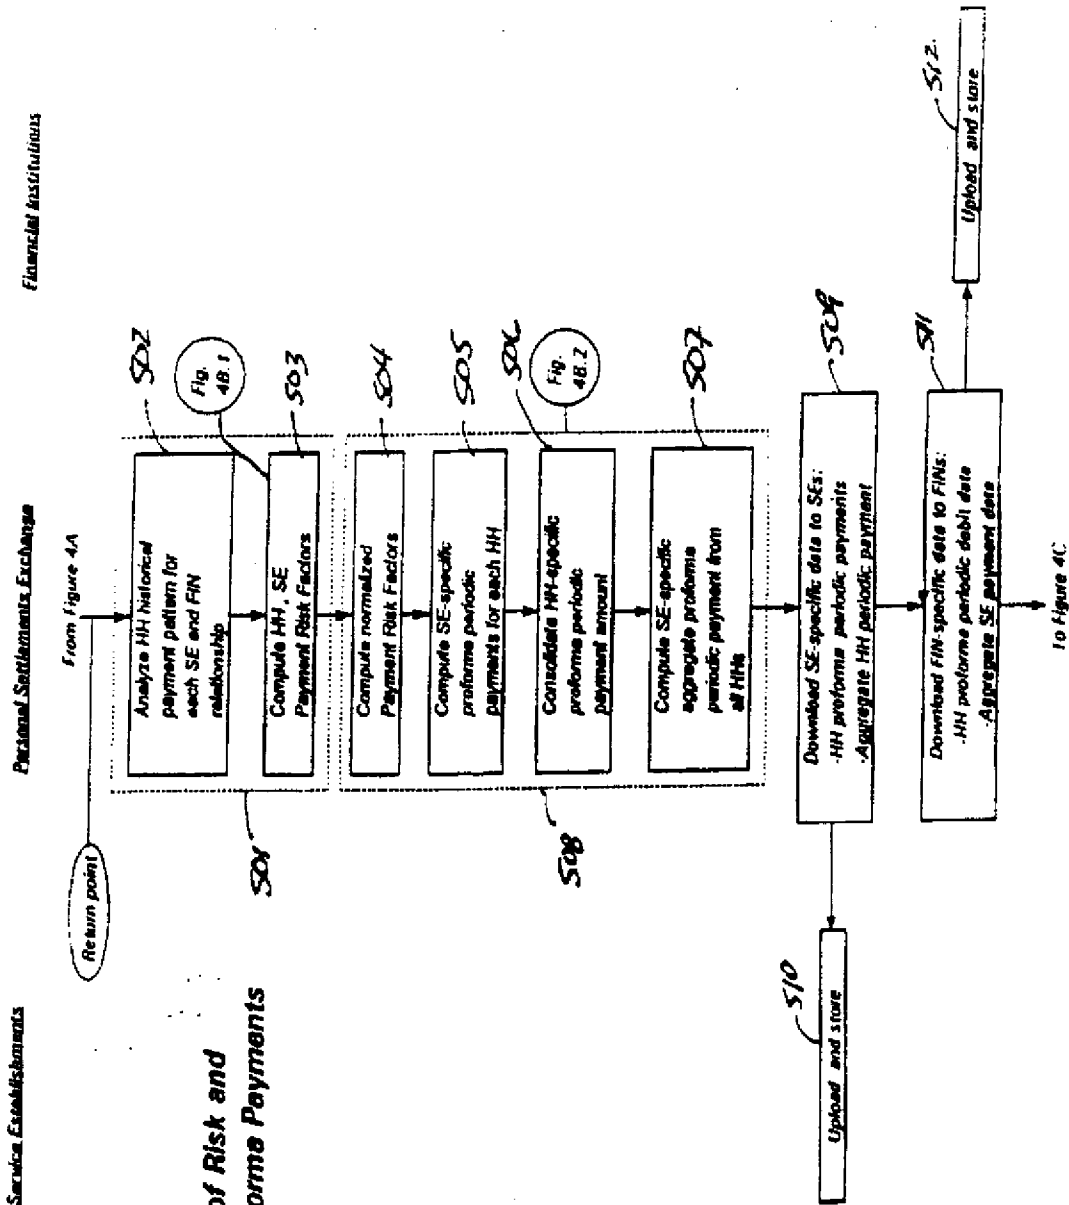 Service Establishments
Personal Settlements Exchange
Financial Institutions
of Risk and
orme Payments
Return point
From Figure 4A
Analyze HH historical
payment pattern for
each SE and FIN
relationship
502
Fig.
4B.1
Compute HH, SE
Payment Risk Factors
503
501
Compute normalized
Payment Risk Factors
504
Compute SE-specific
proforme periodic
payments for each HH
505
Consolidate HH-specific
proforme periodic
payment amount
506
Fig.
4B.2
Compute SE-specific
aggregate proforme
periodic payment from
all HHs
507
508
Download SE-specific data to SEs:
-HH proforme periodic payments
-Aggregate HH periodic payment
509
Upload and store
510
Download FIN-specific data to FINs:
-HH proforme periodic debit data
-Aggregate SE payment data
511
Upload and store
512
To Figure 4C